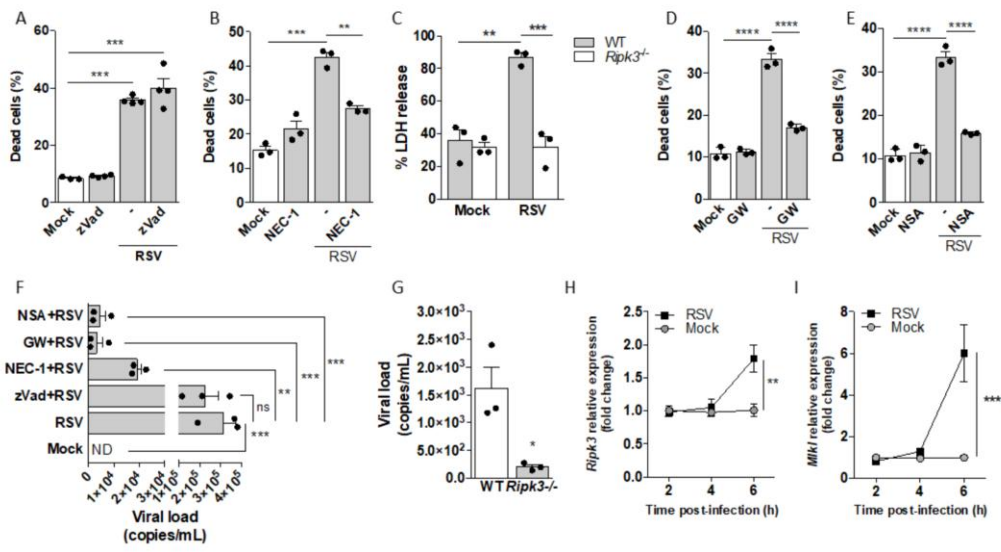 A
Dead cells (%)
60
40
20
0
***
***
Mock
zVad
-
zVad
RSV
B
Dead cells (%)
50
40
30
20
10
0
***
**
Mock
NEC-1
-
NEC-1
RSV
C
% LDH release
100
80
60
40
20
0
**
***
WT
Ripk3-/-
Mock
RSV
D
Dead cells (%)
40
30
20
10
0
****
****
Mock
GW
-
GW
RSV
E
Dead cells (%)
40
30
20
10
0
****
****
Mock
NSA
-
NSA
RSV
F
NSA+RSV
GW+RSV
NEC-1+RSV
zVad+RSV
RSV
Mock
ND
***
***
**
ns
***
0
1×10⁴
2×10⁴
3×10⁴
1×10⁵
2×10⁵
3×10⁵
4×10⁵
Viral load
(copies/mL)
G
Viral load
(copies/mL)
3.0×10³
2.5×10³
2.0×10³
1.5×10³
1.0×10³
5.0×10²
0.0
*
WT Ripk3-/-
H
RSV
Mock
Ripk3 relative expression
(fold change)
2.5
2.0
1.5
1.0
0.5
0.0
**
2 4 6
Time post-infection (h)
I
RSV
Mock
Mlkl relative expression
(fold change)
8
6
4
2
0
***
2 4 6
Time post-infection (h)